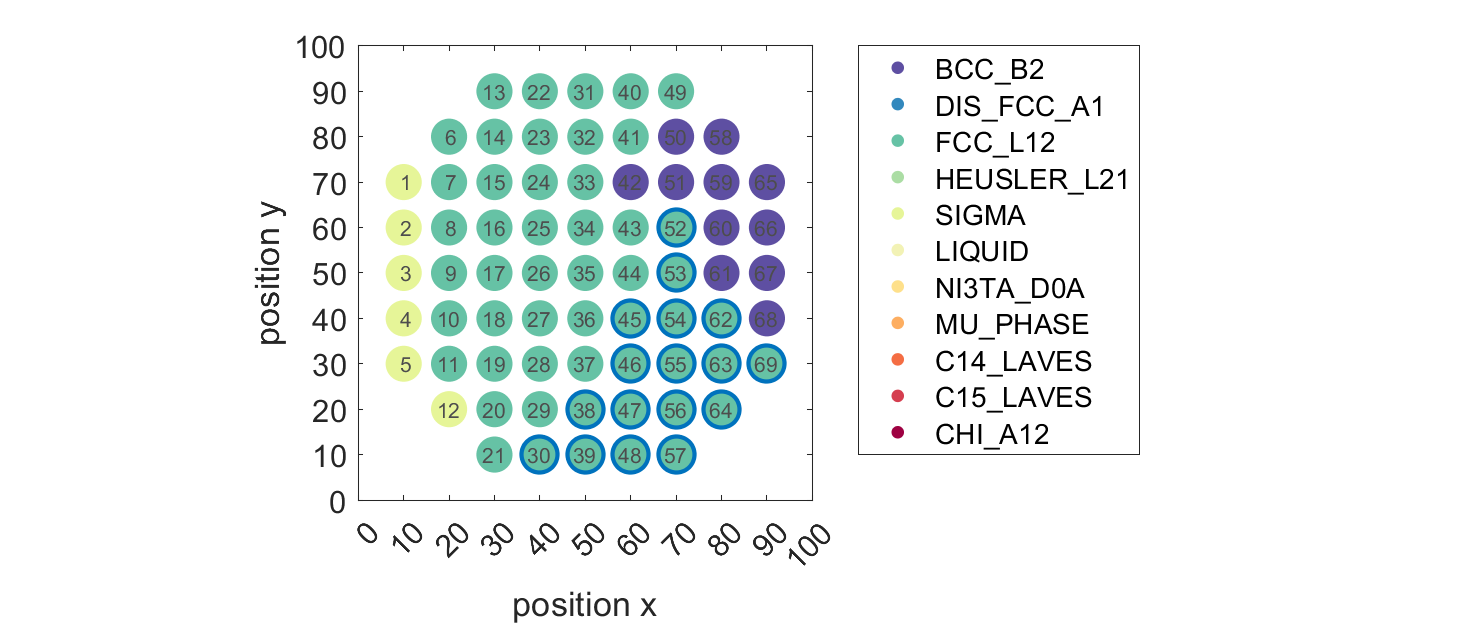 100
90
80
70
60
50
40
30
20
10
0
position y
13 22 31 40 49
6 14 23 32 41 50 58
1 7 15 24 33 42 51 59 65
2 8 16 25 34 43 52 60 66
3 9 17 26 35 44 53 61 67
4 10 18 27 36 45 54 62 68
5 11 19 28 37 46 55 63 69
12 20 29 38 47 56 64
21 30 39 48 57
0 10 20 30 40 50 60 70 80 90 100
position x
BCC_B2
DIS_FCC_A1
FCC_L12
HEUSLER_L21
SIGMA
LIQUID
NI3TA_D0A
MU_PHASE
C14_LAVES
C15_LAVES
CHI_A12